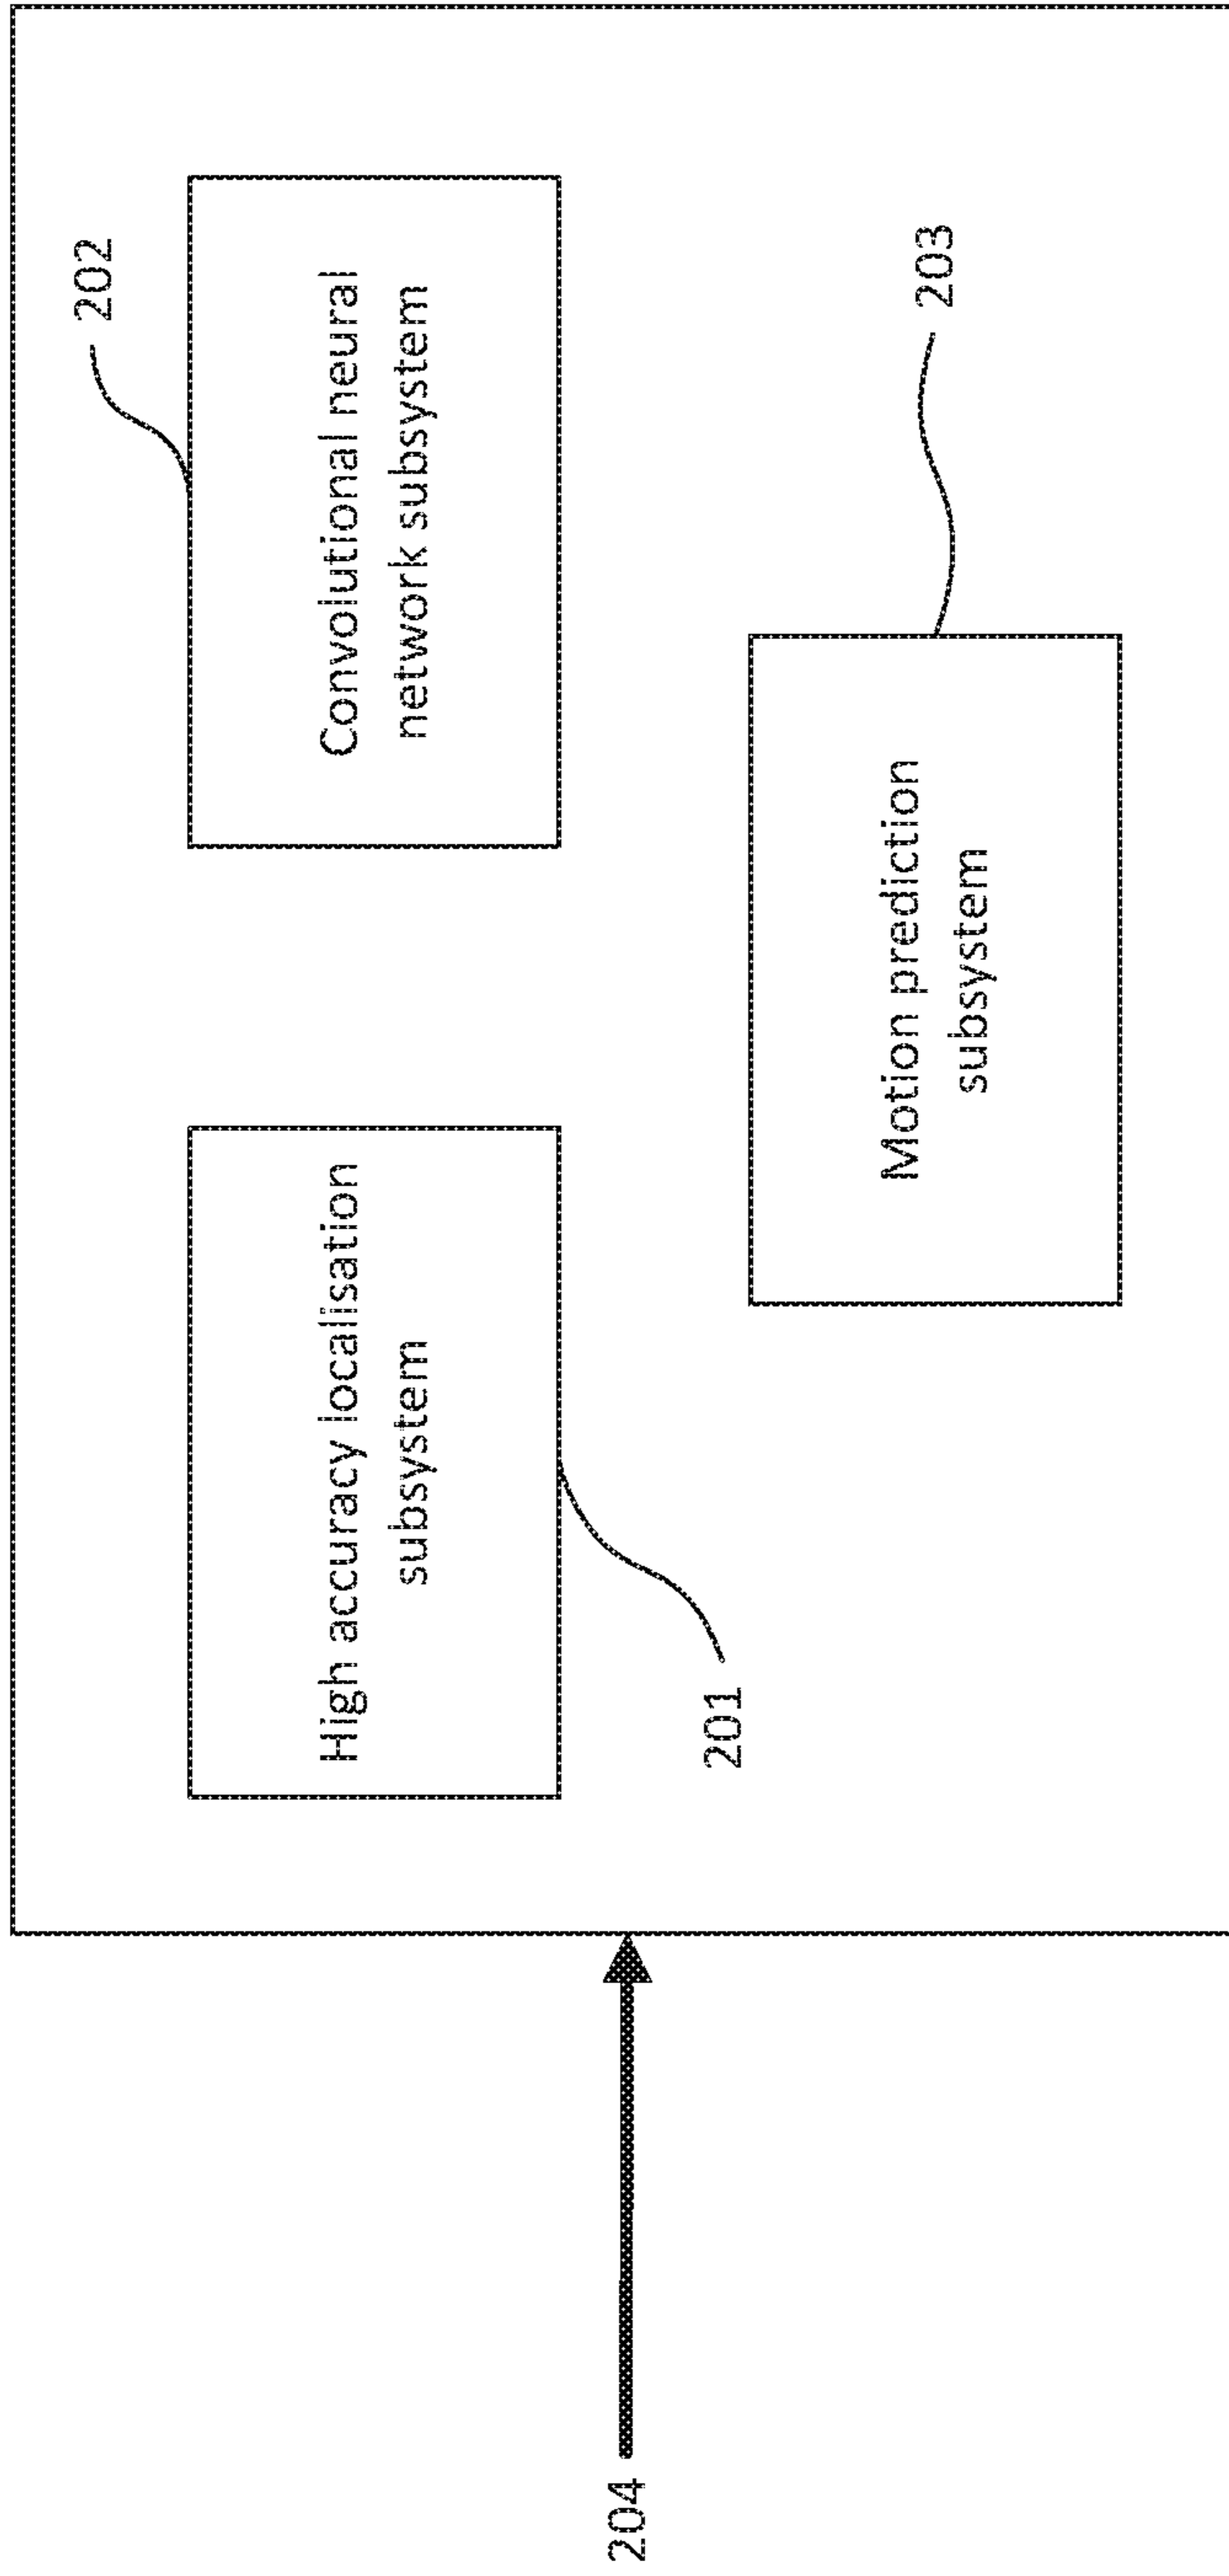 202
High accuracy localisation
subsystem
Convolutional neural
network subsystem
204
201
203
Motion prediction
subsystem